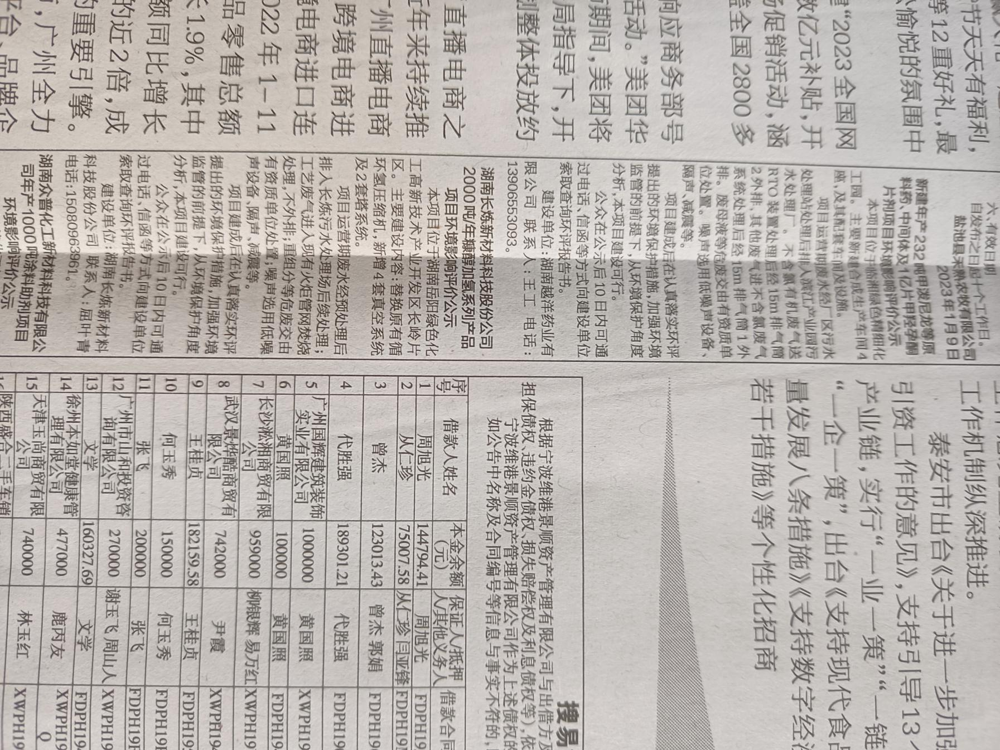 节天天有福利，
等12重好礼，最
愉悦的氛围中
“2023全国网
数亿元补贴，开
促销活动，涵
全国2800多
向应商务部号
活动。”美团华
期间，美团将
局指导下，开
整体投放约
直播电商之
年来持续推
州直播电商
跨境电商进
电商进口连
022年1—11
品零售总额
长1.9%，其中
额同比增长
的近2倍，成
的重要引擎。
，广州全力
平台、品牌企
六、有效日期
自发布之日起十个工作日。
盐池县禾熟农牧有限公司
2023年1月9日
新建年产232吨甲泼尼龙等原
料药、中间体及1亿片甲羟孕酮
片剂项目环境影响评价公示
本项目位于临湘绿色精细化
工园。主要新建合成生产车间4
座，及其配套车间及设施。
项目运营期废水经厂区污水
处理站处理后排入滨江产业园污
水处理厂。不含氯有机废气送
RTO装置处理后经15m排气筒
2外排，其他废气进不含氯废气
系统处理后经15m排气筒1外
排。废母液等危废交由有资质单
位处置。噪声选用低噪声设备、
隔声、减震等。
项目建成后在认真落实环评
提出的环境保护措施，加强环境
监管的前提下，从环境保护角度
分析，本项目建设可行。
公众在公示后10日内可通
过电话、信函等方式向建设单位
索取查询环评报告书。
建设单位：湖南越洋药业有
限公司 联系人：王工 电话：
13906553093。
湖南长炼新材料科技股份公司
2000吨/年糠醇加氢系列产品
项目环境影响评价公示
本项目位于湖南岳阳绿色化
工高新技术产业开发区长岭片
区。主要建设内容：替换原有循
环氢压缩机，新增4套真空系统
及2套塔系统。
项目运营期废水经预处理后
排入长炼污水处理场后续处理；
工艺废气进入现有火炬管网焚烧
处理，不外排；重组分等危废交由
有资质单位处置；噪声选用低噪
声设备、隔声、减震等。
项目建成后在认真落实环评
提出的环境保护措施，加强环境
监管的前提下，从环境保护角度
分析，本项目建设可行。
公众在公示后10日内可通
过电话、信函等方式向建设单位
索取查询环评报告书。
建设单位：湖南长炼新材料
科技股份公司 联系人：屈叶青
电话：15080963961。
湖南众普化工新材料科技有限公
司年产1000吨涂料助剂项目
环境影响评价公示
工作机制纵深推进。
泰安市出台《关于进一步加强
引资工作的意见》，支持引导13个
产业链，实行“一业一策”“一链
“一企一策”，出台《支持现代食品
量发展八条措施》《支持数字经济
若干措施》等个性化招商
搜易
根据宁波维港景顺资产管理有限公司与出借方及
担保债权、违约金债权、损失赔偿权及利息债权等），依
宁波维港景顺资产管理有限公司作为上述债权的
如公告中名称及合同编号等信息与事实不符的，
序号 借款人姓名 本金余额（元） 保证人/抵押人/其他义务人 借款合同
1 周旭光 144794.41 周旭光 FDPH19
2 从仁珍 75007.58 从仁珍 闫亚锋 FDPH19
3 曾杰 123013.43 曾杰 郭娟 FDPH19
4 代胜强 189301.21 代胜强 FDPH19
5 广州国辉建筑装饰实业有限公司 1000000 黄国照 XWPH19
6 黄国照 100000 黄国照 FDPH19
7 长沙淞湘商贸有限公司 959000 柳银辉 易万红 XWPH19
8 武汉景烨酷商贸有限公司 742000 尹霞 XWPH19
9 王桂贞 182159.58 王桂贞 FDPH19
10 何玉秀 150000 何玉秀 FDPH19
11 张飞 200000 张飞 FDPH19
12 广州市山和投资咨询有限公司 270000 谢玉飞 周山人 XWPH19
13 文学 160327.69 文学 FDPH19
14 徐州本如堂健康管理有限公司 477000 鹿丙友 XWPH19
Q
15 天津玉尚商贸有限公司 740000 林玉红 XWPH19
陕西盛合二手车销